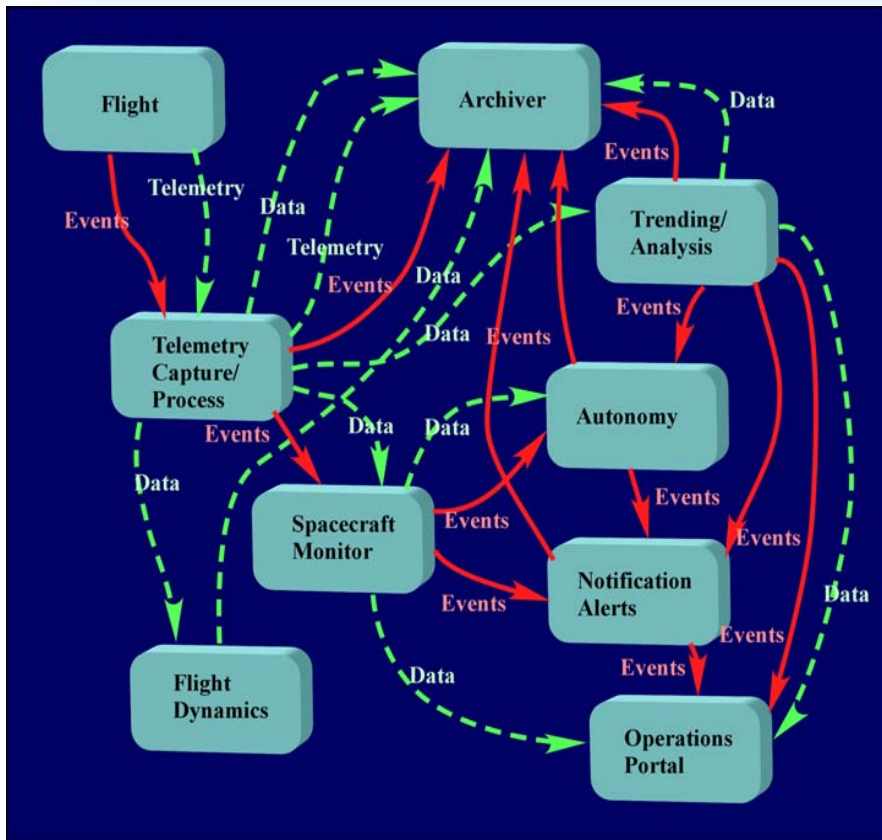 Flight
Archiver
Data
Events
Telemetry
Trending/
Analysis
Events
Data
Telemetry
Data
Events
Data
Events
Events
Telemetry
Capture/
Process
Autonomy
Events
Data
Data
Data
Spacecraft
Monitor
Events
Events
Events
Notification
Alerts
Events
Data
Events
Flight
Dynamics
Data
Events
Operations
Portal